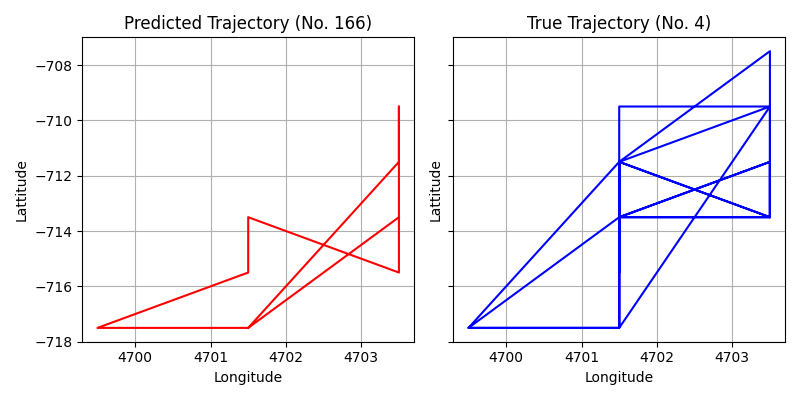 Predicted Trajectory (No. 166)
True Trajectory (No. 4)
−708
−710
−712
−714
−716
−718
Lattitude
Lattitude
4700
4701
4702
4703
4700
4701
4702
4703
Longitude
Longitude